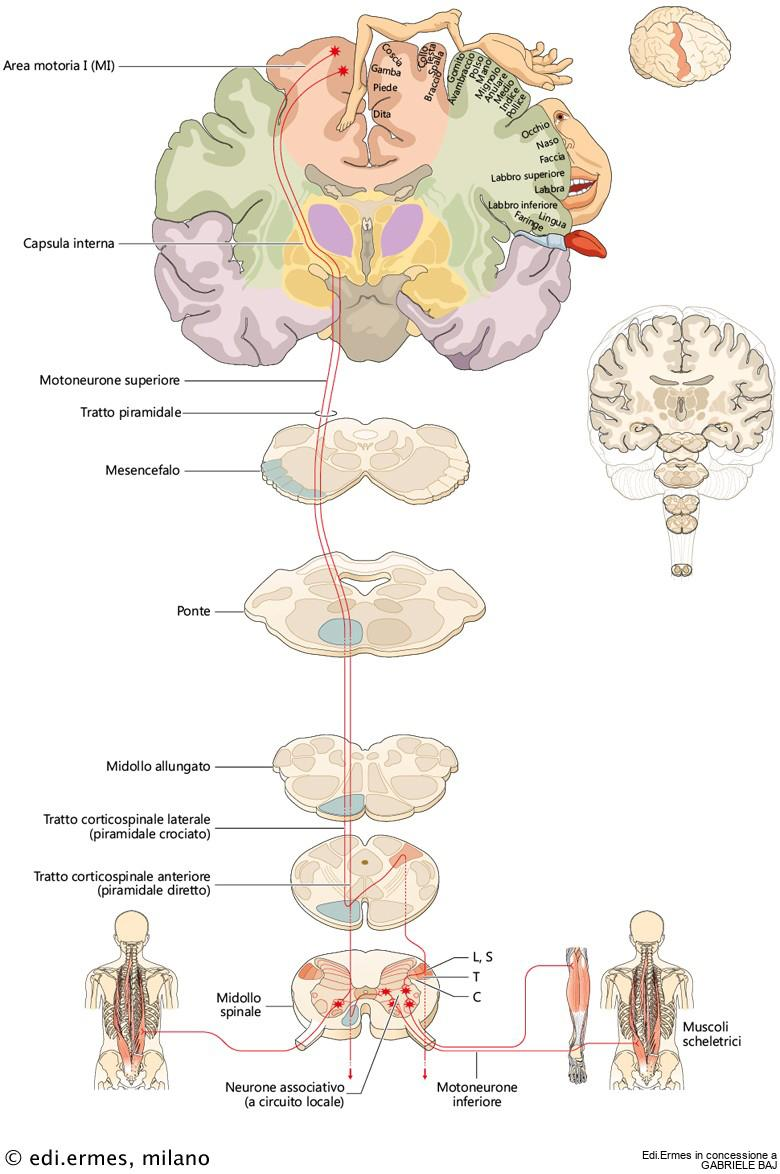 Area motoria I (MI)
Coscia
Gamba
Piede
Dita
Collo
Testa
Spalla
Braccio
Gomito
Avambraccio
Polso
Mano
Mignolo
Anulare
Medio
Indice
Pollice
Occhio
Naso
Faccia
Labbro superiore
Labbra
Labbro inferiore
Lingua
Faringe
Capsula interna
Motoneurone superiore
Tratto piramidale
Mesencefalo
Ponte
Midollo allungato
Tratto corticospinale laterale
(piramidale crociato)
Tratto corticospinale anteriore
(piramidale diretto)
L, S
T
C
Midollo
spinale
Muscoli
scheletrici
Neurone associativo
(a circuito locale)
Motoneurone
inferiore
© edi.ermes, milano
Edi.Ermes in concessione a
GABRIELE BAJ